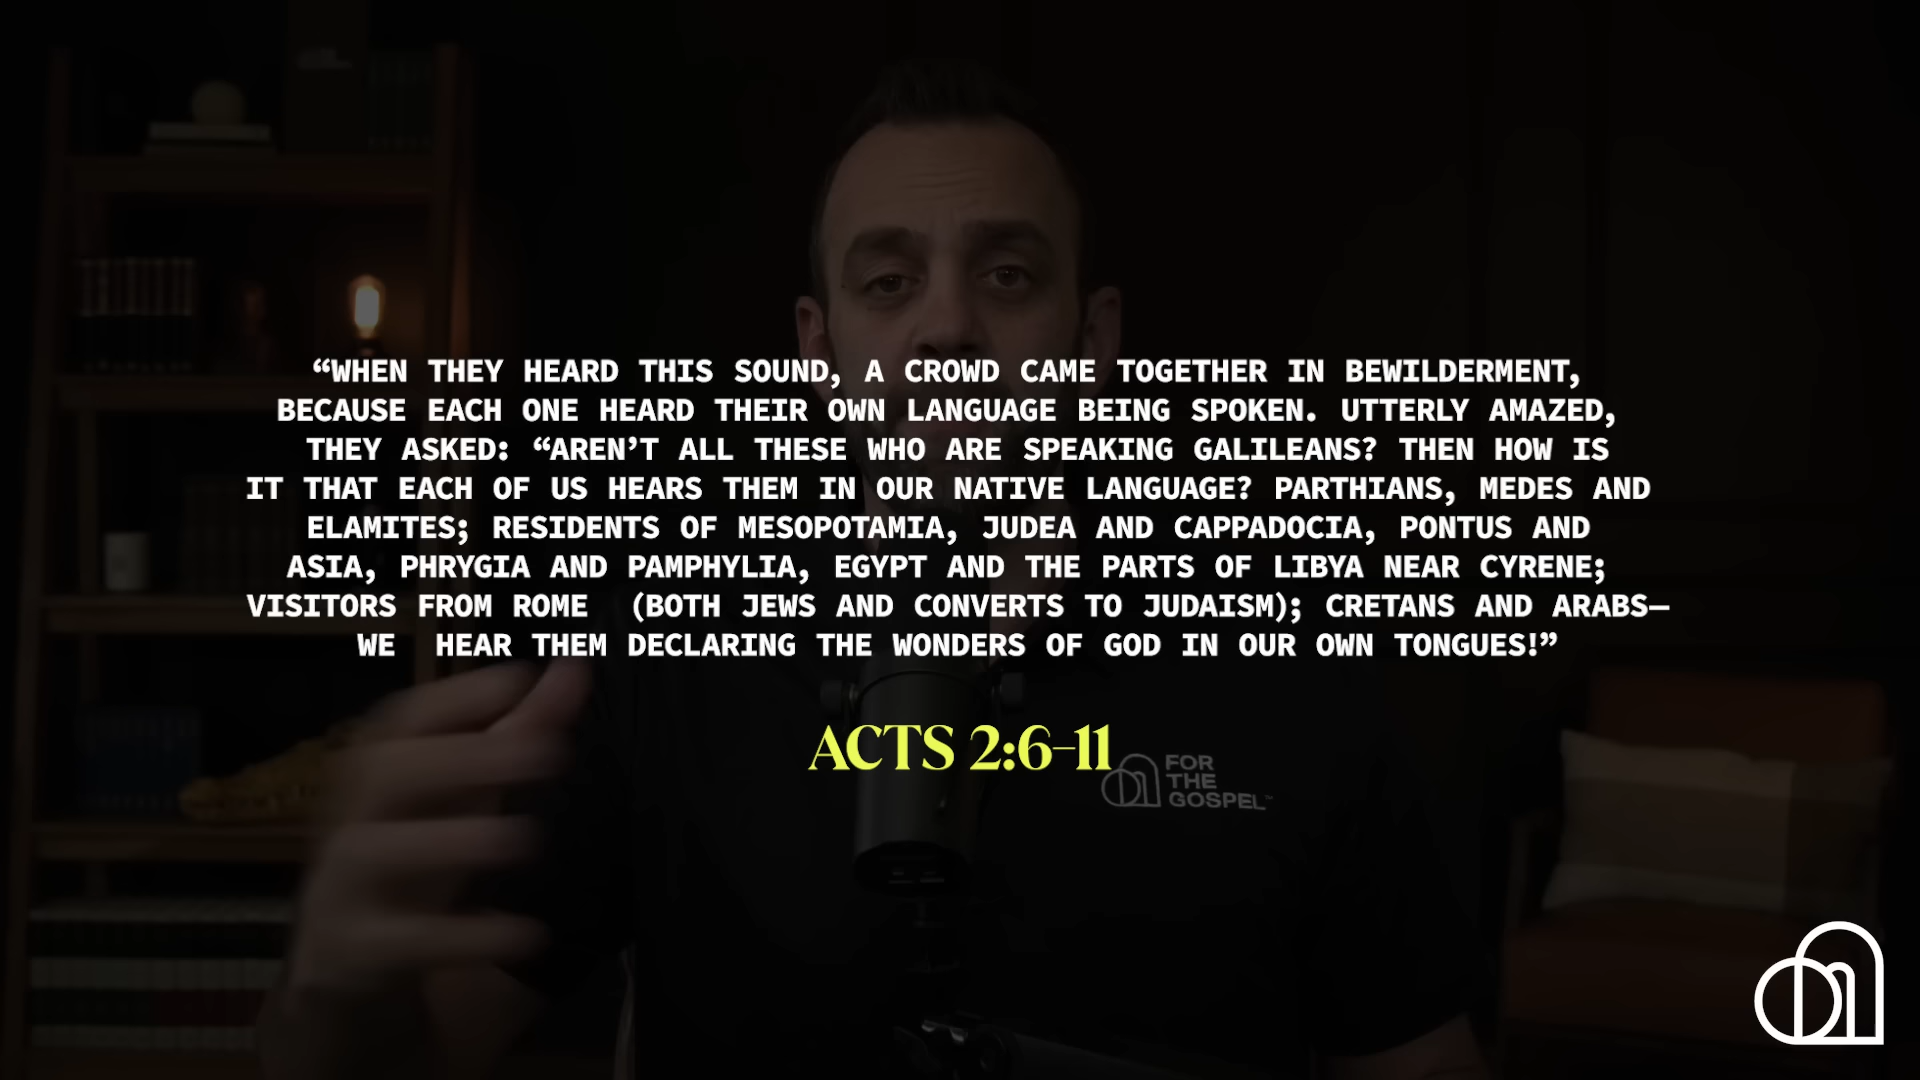 “WHEN THEY HEARD THIS SOUND, A CROWD CAME TOGETHER IN BEWILDERMENT,
BECAUSE EACH ONE HEARD THEIR OWN LANGUAGE BEING SPOKEN. UTTERLY AMAZED,
THEY ASKED: “AREN’T ALL THESE WHO ARE SPEAKING GALILEANS? THEN HOW IS
IT THAT EACH OF US HEARS THEM IN OUR NATIVE LANGUAGE? PARTHIANS, MEDES AND
ELAMITES; RESIDENTS OF MESOPOTAMIA, JUDEA AND CAPPADOCIA, PONTUS AND
ASIA, PHRYGIA AND PAMPHYLIA, EGYPT AND THE PARTS OF LIBYA NEAR CYRENE;
VISITORS FROM ROME (BOTH JEWS AND CONVERTS TO JUDAISM); CRETANS AND ARABS—
WE HEAR THEM DECLARING THE WONDERS OF GOD IN OUR OWN TONGUES!”
ACTS 2:6–11
FOR
THE
GOSPEL™